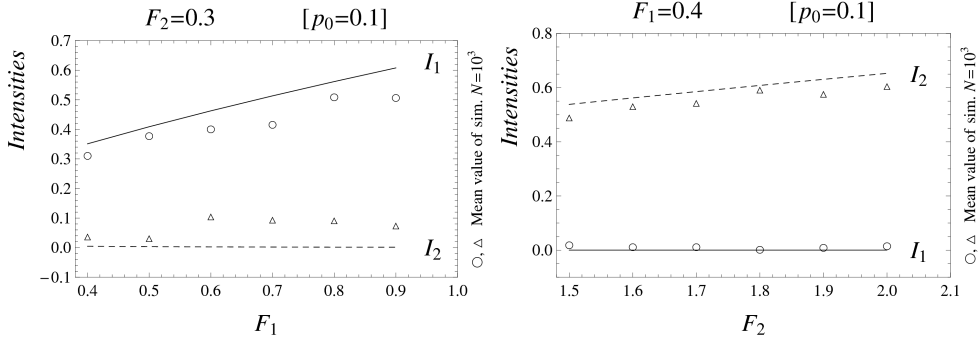 F₂=0.3 [p₀=0.1]
Intensities
0.7
0.6
0.5
0.4
0.3
0.2
0.1
0.0
−0.1
I₁
I₂
0.4 0.5 0.6 0.7 0.8 0.9 1.0
F₁
○, △ Mean value of sim. N=10³
F₁=0.4 [p₀=0.1]
Intensities
0.8
0.6
0.4
0.2
0.0
I₂
I₁
1.5 1.6 1.7 1.8 1.9 2.0 2.1
F₂
○, △ Mean value of sim. N=10³